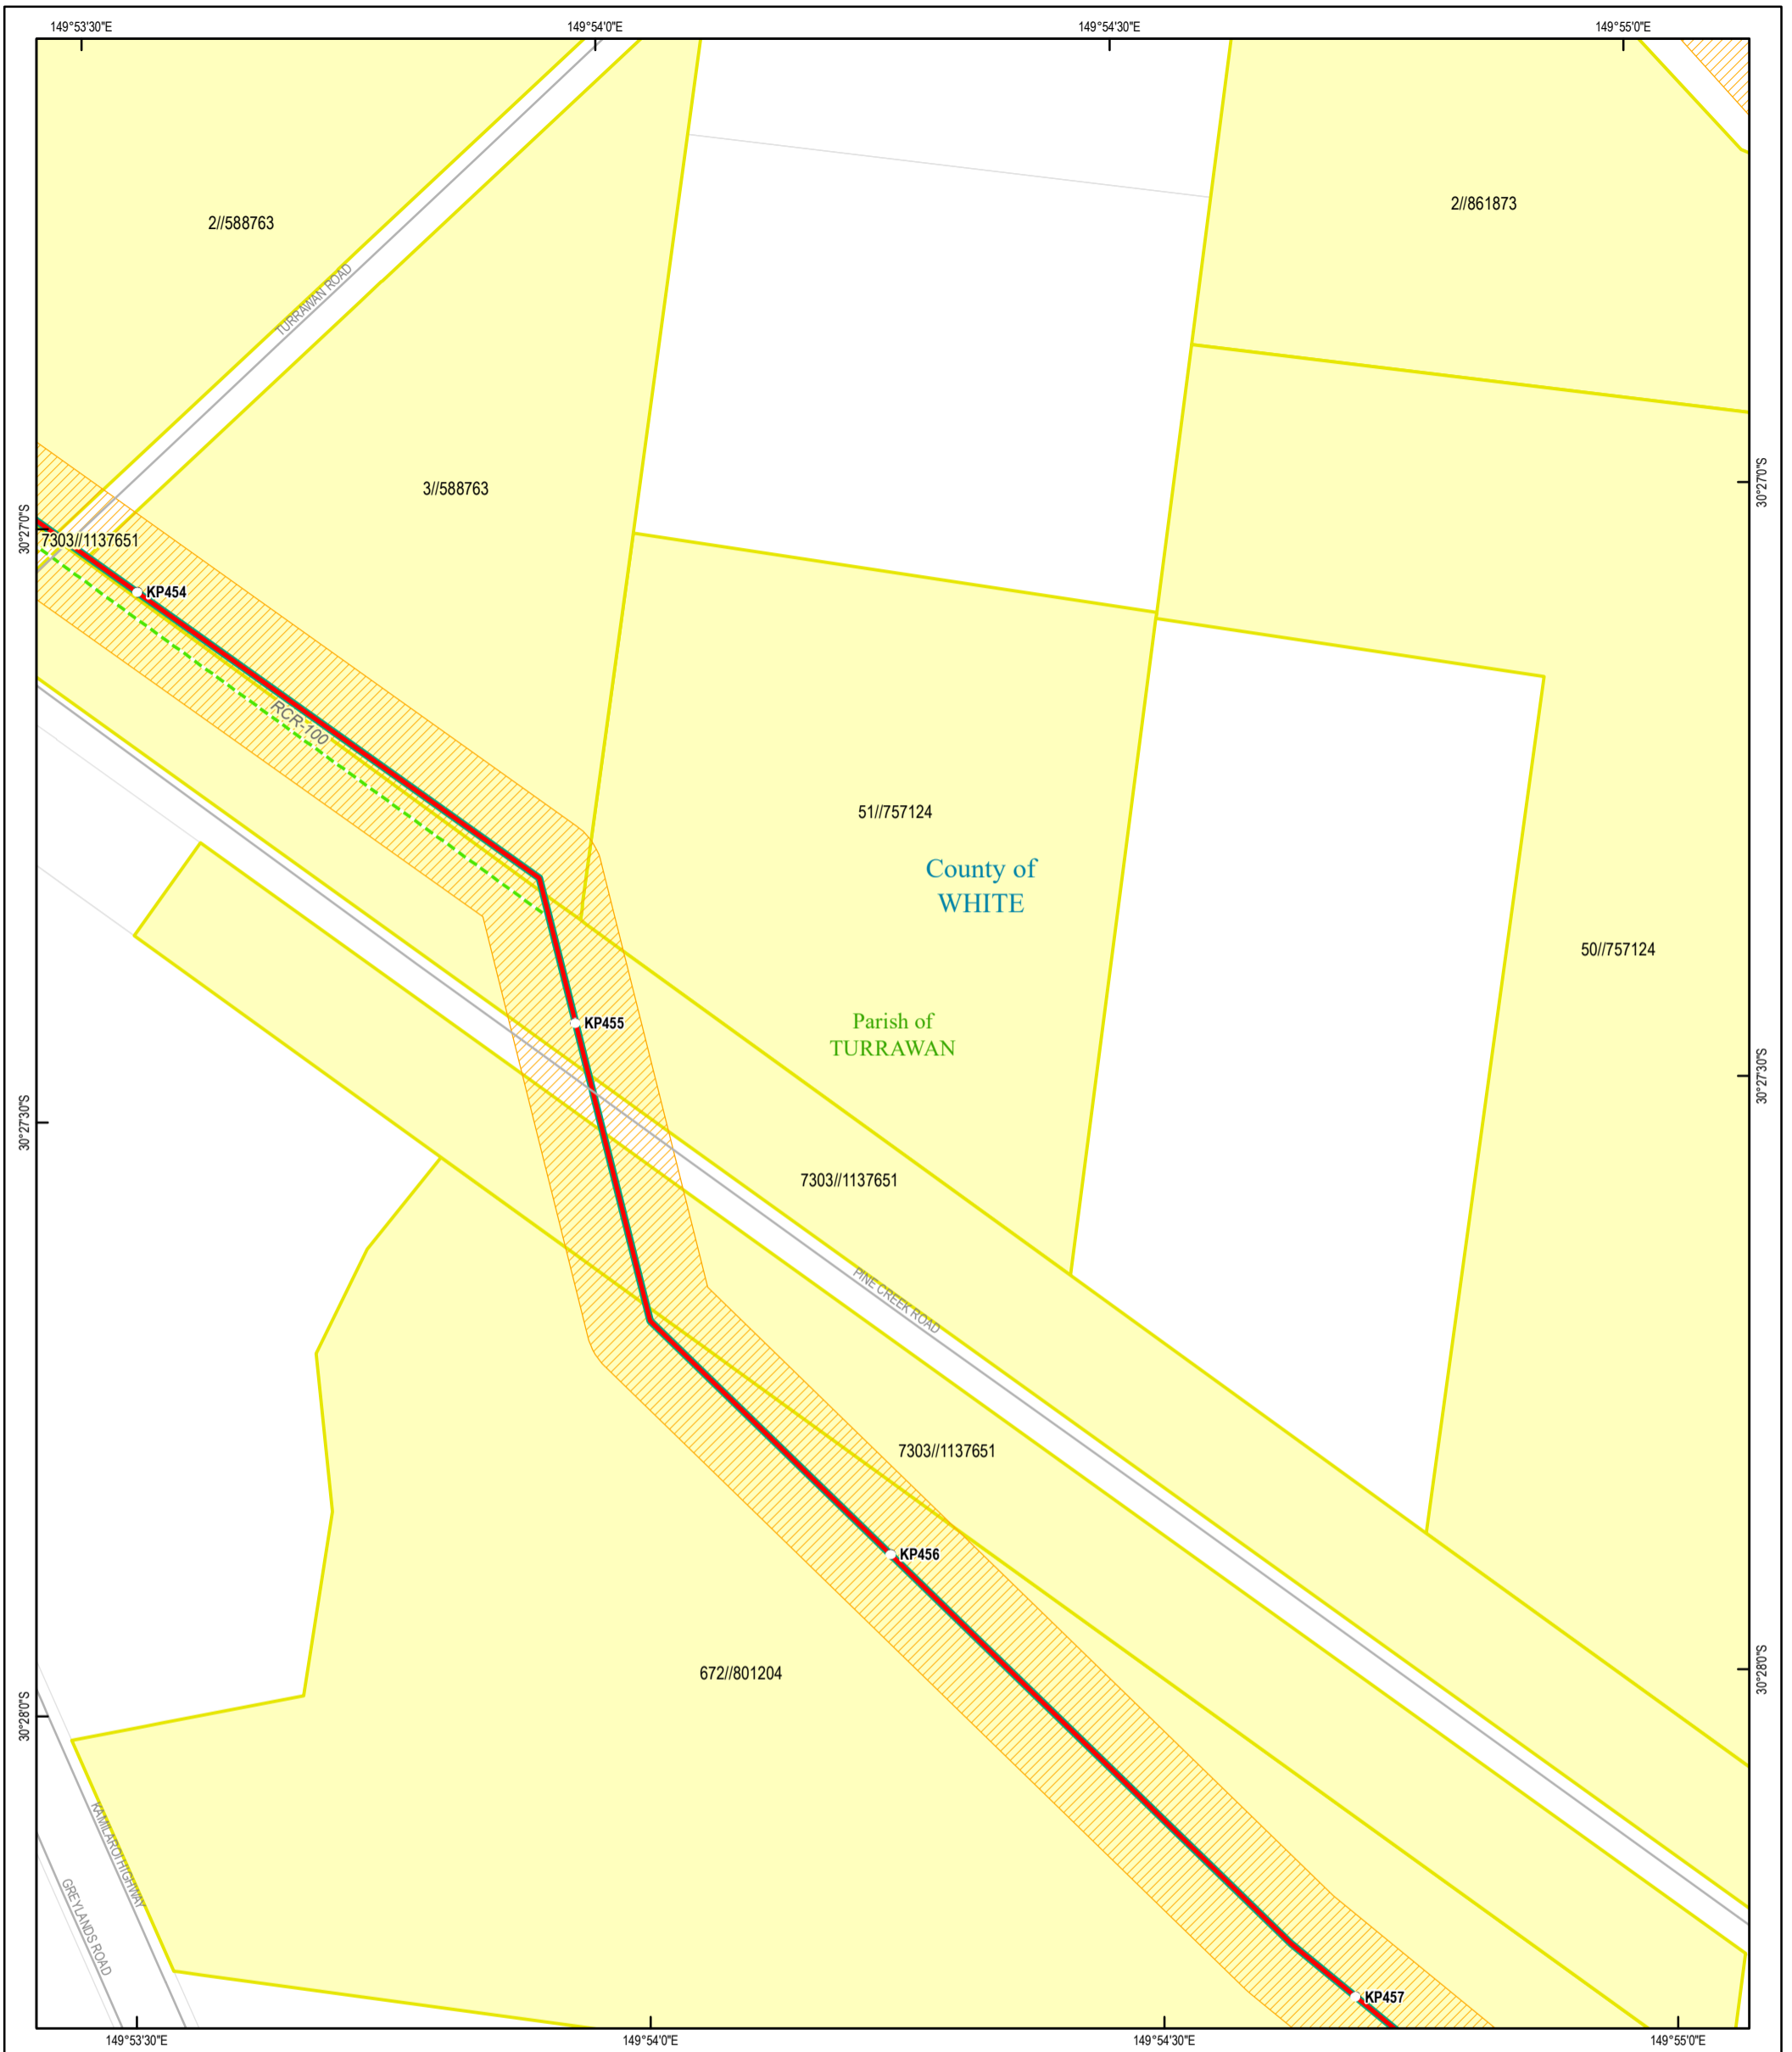 149°53'30"E
149°54'0"E
149°54'30"E
149°55'0"E
2//588763
2//861873
TURRAWAN ROAD
3//588763
30°27'0"S
30°27'0"S
7303//1137651
KP454
RCR-100
51//757124
County of
WHITE
50//757124
Parish of
TURRAWAN
KP455
30°27'30"S
30°27'30"S
7303//1137651
PINE CREEK ROAD
7303//1137651
KP456
672//801204
30°28'0"S
30°28'0"S
KAMILAROI HIGHWAY
GREYLANDS ROAD
KP457
149°53'30"E
149°54'0"E
149°54'30"E
149°55'0"E